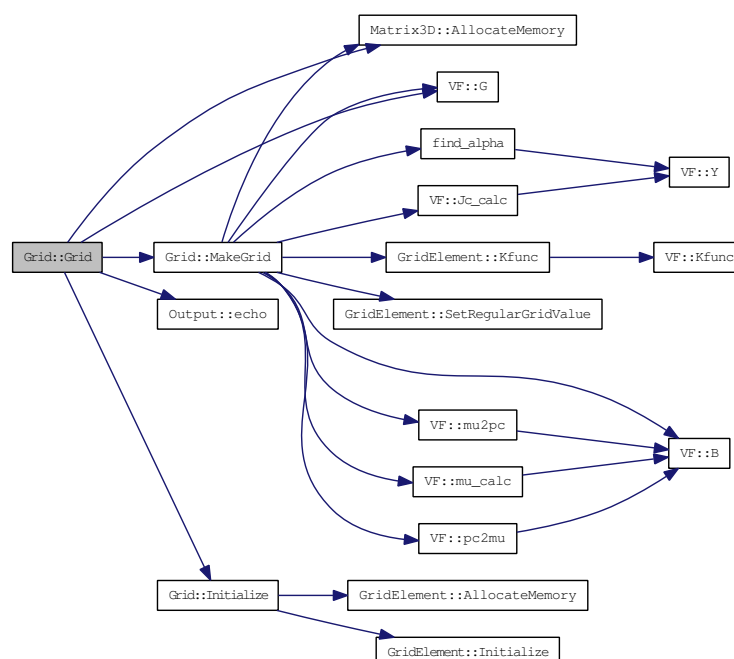 Matrix3D::AllocateMemory
VF::G
find_alpha
VF::Y
VF::Jc_calc
Grid::Grid
Grid::MakeGrid
GridElement::Kfunc
VF::Kfunc
Output::echo
GridElement::SetRegularGridValue
VF::mu2pc
VF::B
VF::mu_calc
VF::pc2mu
Grid::Initialize
GridElement::AllocateMemory
GridElement::Initialize